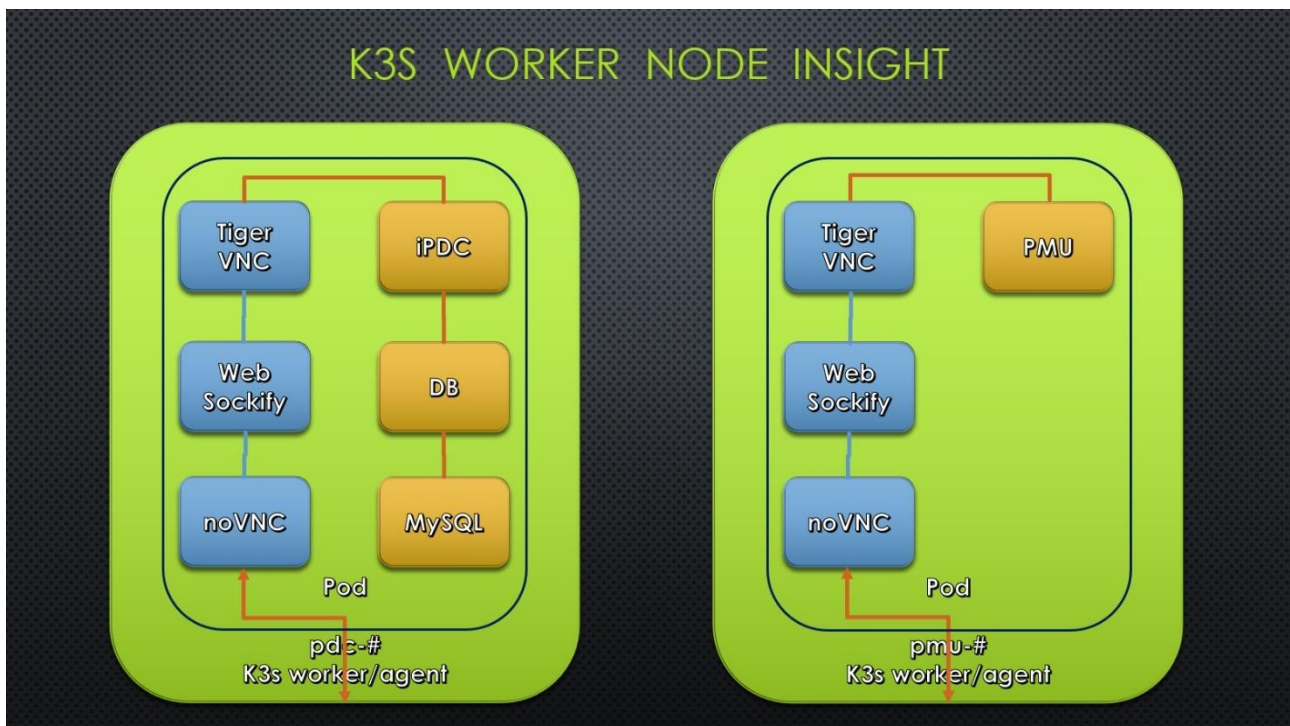 K3S WORKER NODE INSIGHT
Tiger
VNC
iPDC
Web
Sockify
DB
noVNC
MySQL
Pod
pdc-#
K3s worker/agent
Tiger
VNC
PMU
Web
Sockify
noVNC
Pod
pmu-#
K3s worker/agent